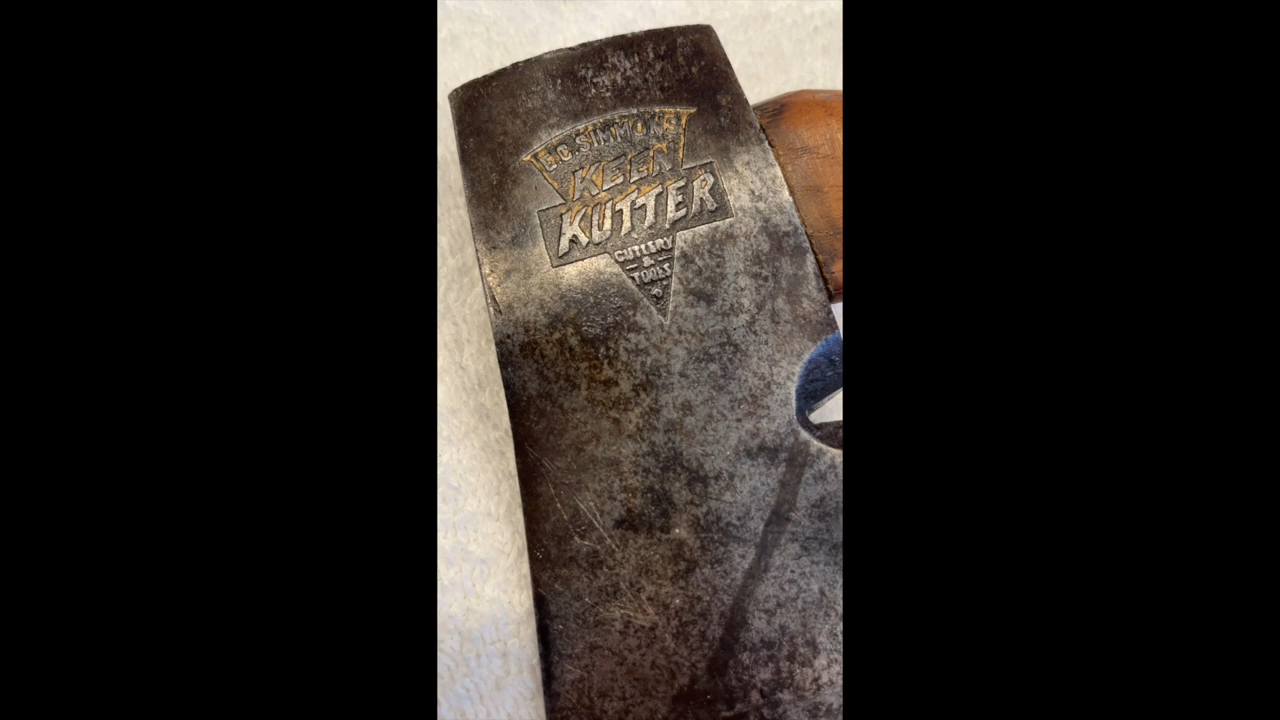 E.C. SIMMONS
KEEN
KUTTER
CUTLERY
&
TOOLS